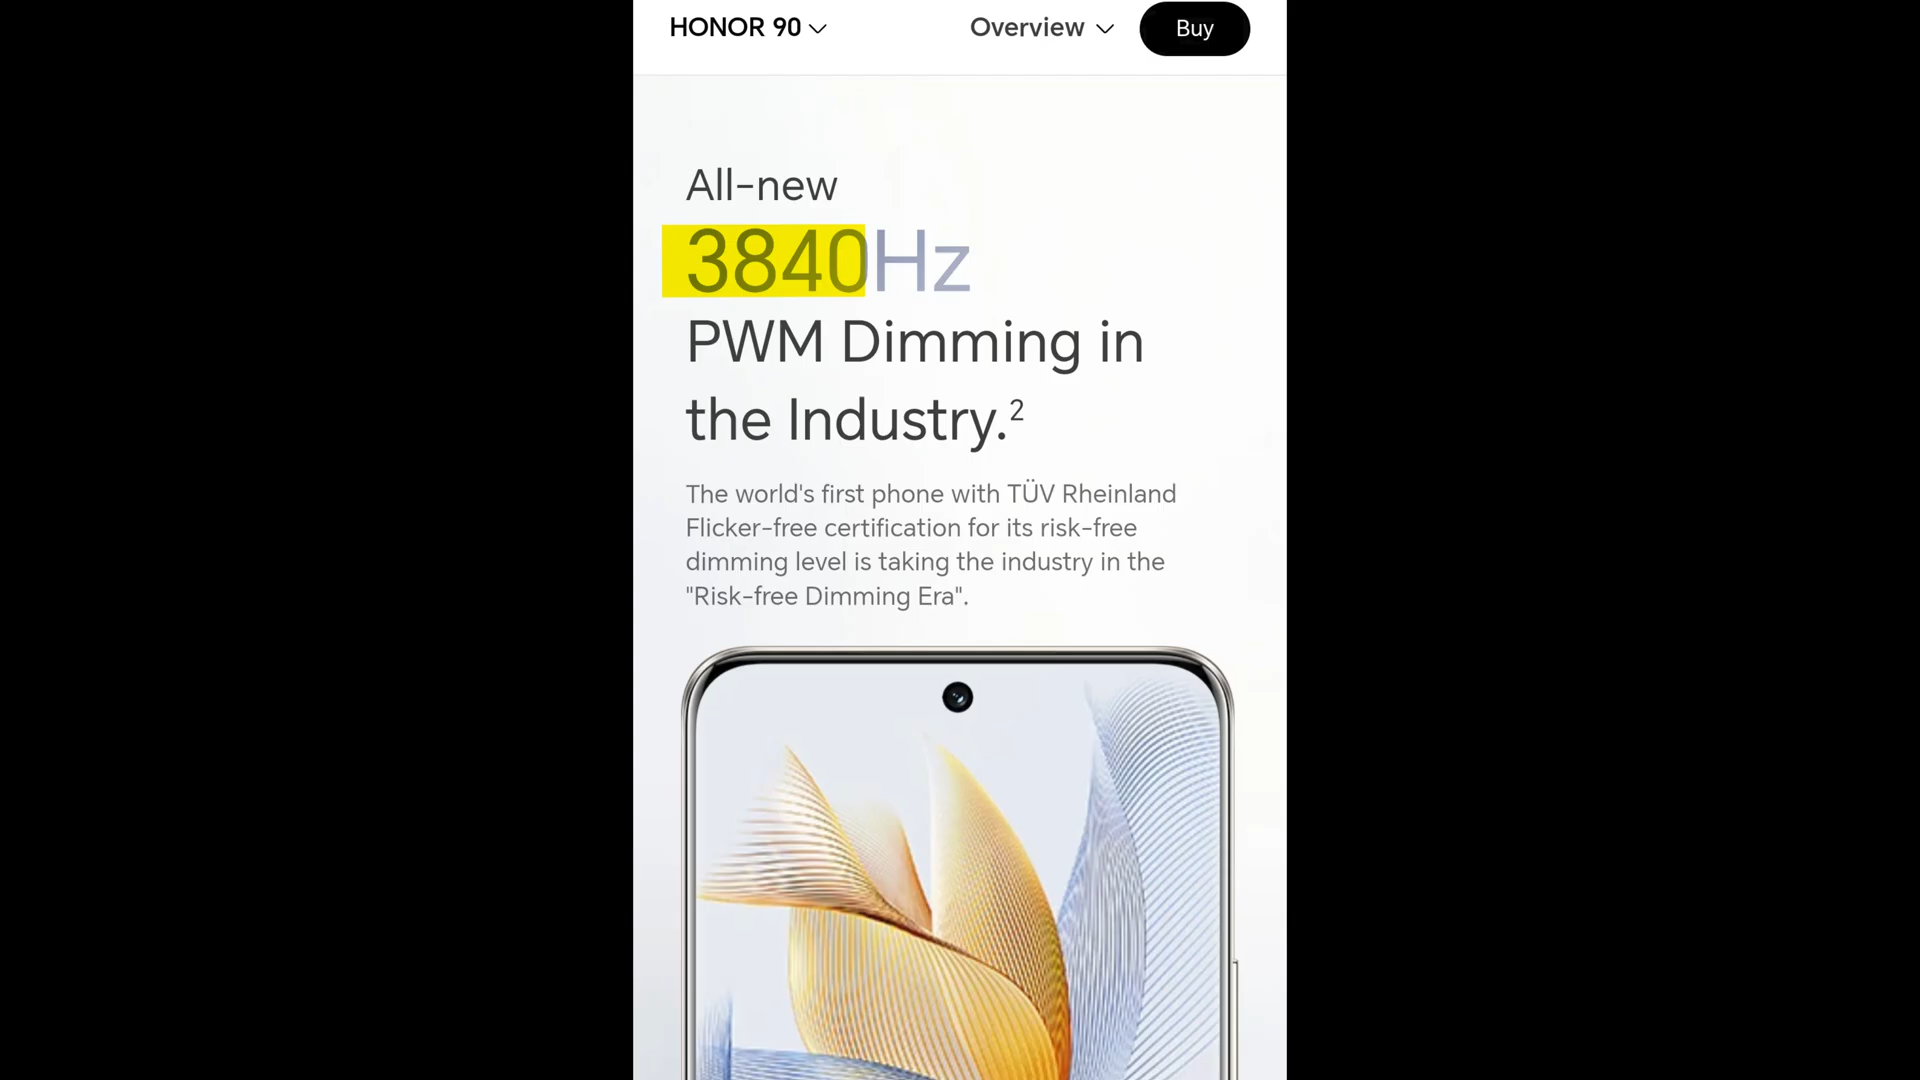 HONOR 90
Overview
Buy
All-new
3840Hz
PWM Dimming in
the Industry.²
The world's first phone with TÜV Rheinland
Flicker-free certification for its risk-free
dimming level is taking the industry in the
"Risk-free Dimming Era".